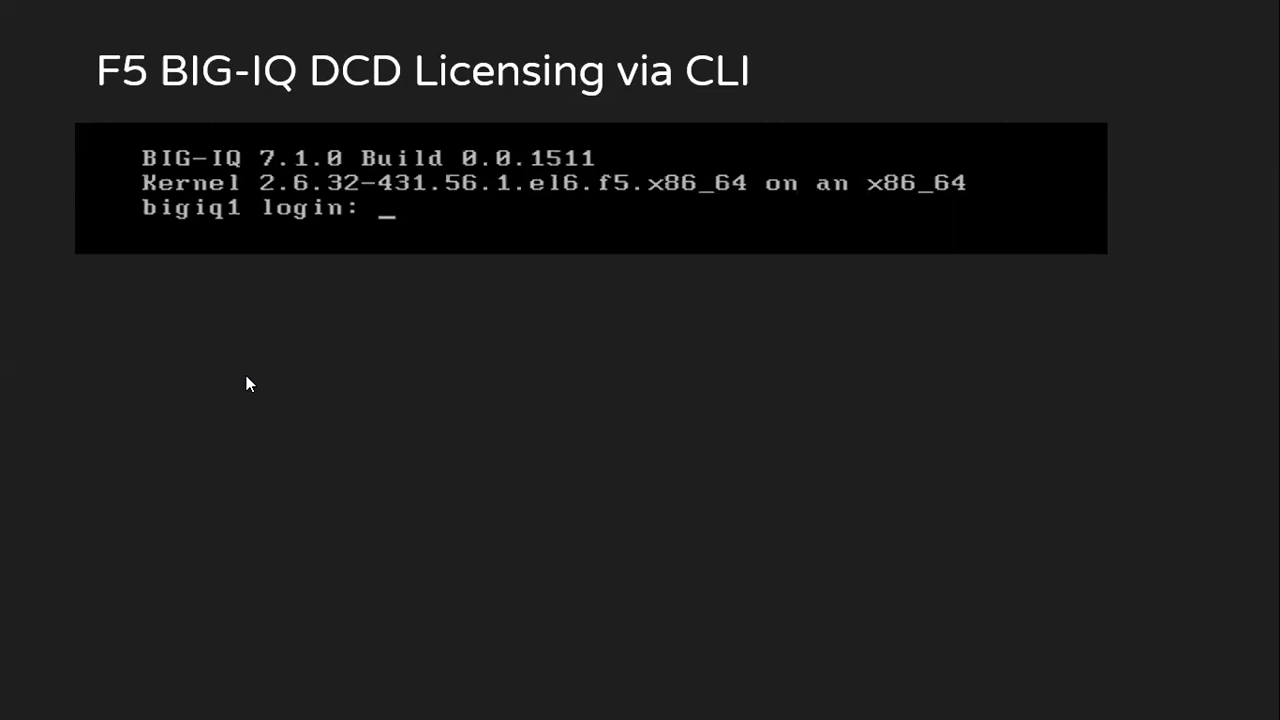 F5 BIG-IQ DCD Licensing via CLI
BIG-IQ 7.1.0 Build 0.0.1511
Kernel 2.6.32-431.56.1.el6.f5.x86_64 on an x86_64
bigiq1 login: _